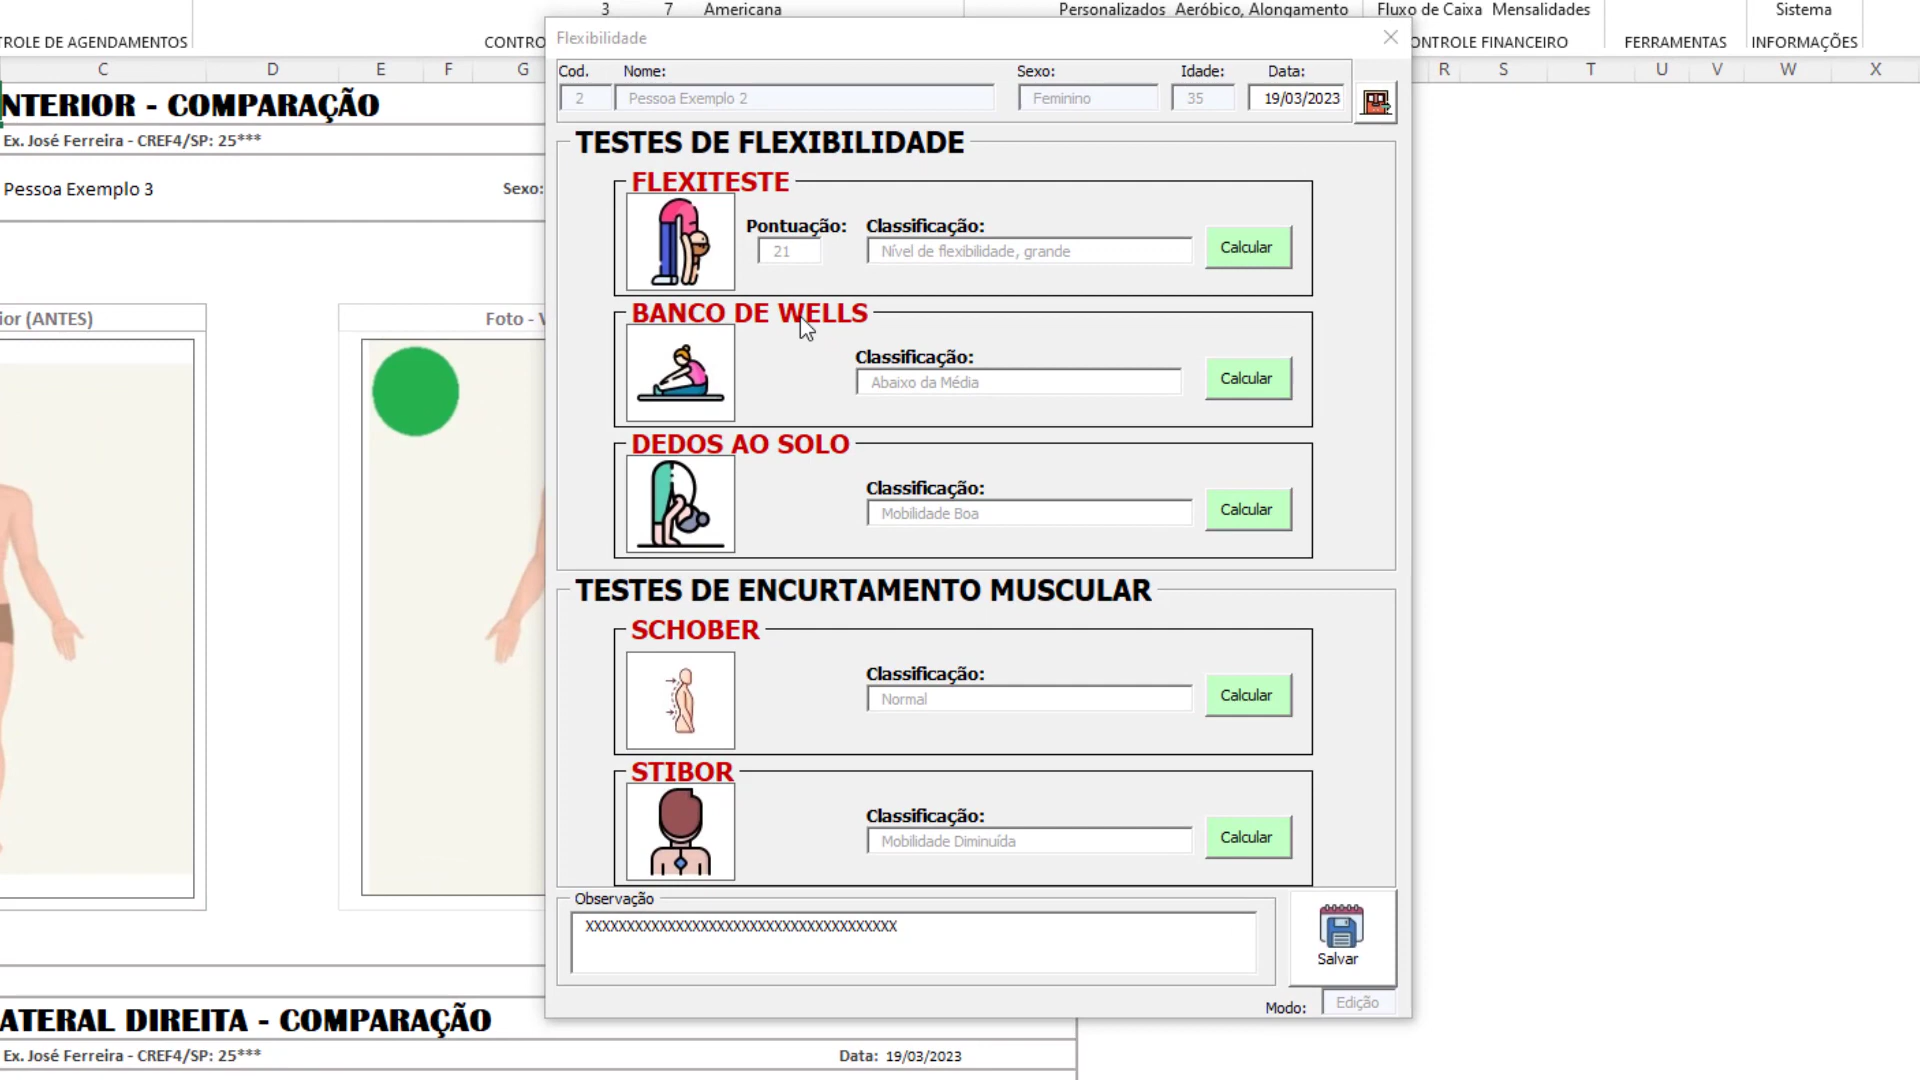 3 7 Americana Personalizados Aeróbico, Alongamento Fluxo de Caixa Mensalidades Sistema
TROLE DE AGENDAMENTOS CONTRO ONTROLE FINANCEIRO FERRAMENTAS INFORMAÇÕES
C D E F G R S T U V W X
NTERIOR - COMPARAÇÃO
Ex. José Ferreira - CREF4/SP: 25***
Pessoa Exemplo 3 Sexo:
ior (ANTES) Foto - V
Flexibilidade
Cod. Nome: Sexo: Idade: Data:
2 Pessoa Exemplo 2 Feminino 35 19/03/2023
TESTES DE FLEXIBILIDADE
FLEXITESTE
Pontuação: Classificação:
21 Nível de flexibilidade, grande Calcular
BANCO DE WELLS
Classificação:
Abaixo da Média Calcular
DEDOS AO SOLO
Classificação:
Mobilidade Boa Calcular
TESTES DE ENCURTAMENTO MUSCULAR
SCHOBER
Classificação:
Normal Calcular
STIBOR
Classificação:
Mobilidade Diminuída Calcular
Observação
XXXXXXXXXXXXXXXXXXXXXXXXXXXXXXXXXXXXXX
Salvar
Modo: Edição
ATERAL DIREITA - COMPARAÇÃO
Ex. José Ferreira - CREF4/SP: 25*** Data: 19/03/2023